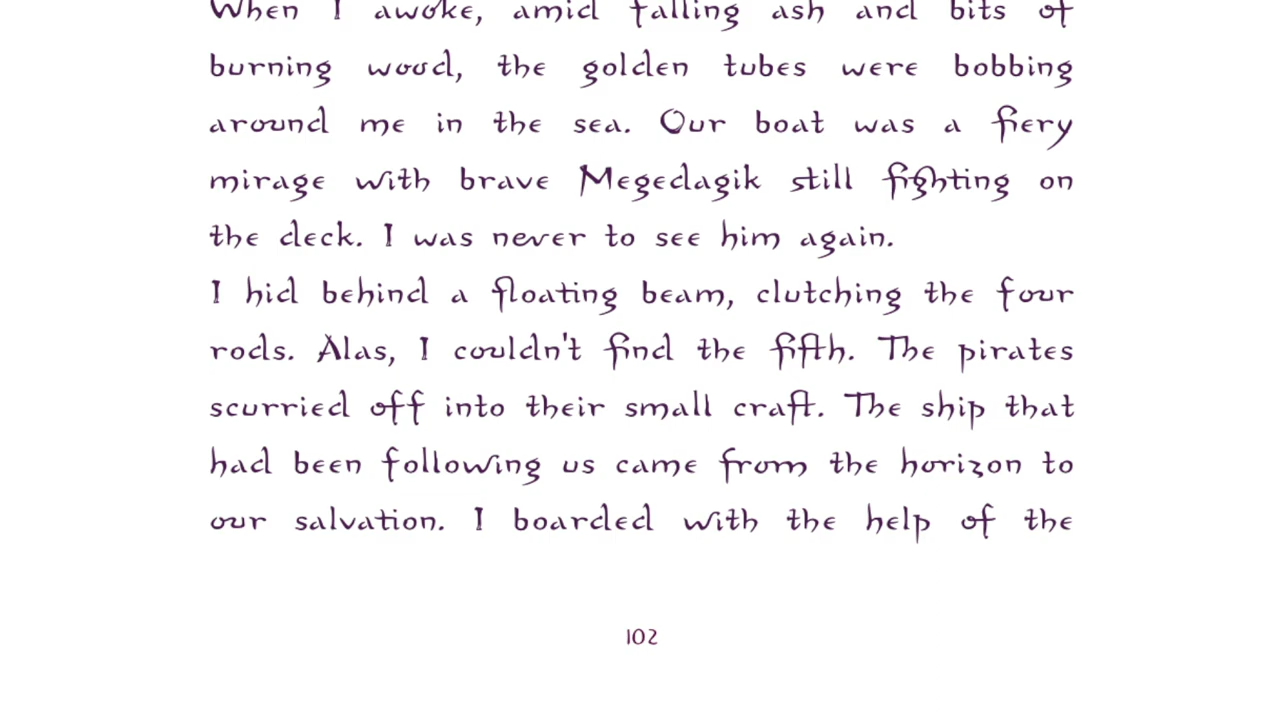 When I awoke, amid falling ash and bits of
burning wood, the golden tubes were bobbing
around me in the sea. Our boat was a fiery
mirage with brave Megedagik still fighting on
the deck. I was never to see him again.
I hid behind a floating beam, clutching the four
rods. Alas, I couldn't find the fifth. The pirates
scurried off into their small craft. The ship that
had been following us came from the horizon to
our salvation. I boarded with the help of the
102